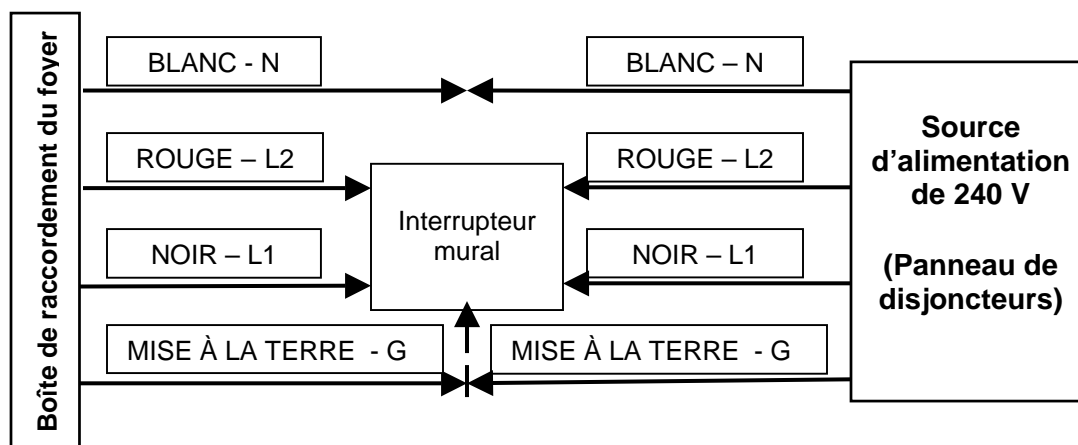 Boîte de raccordement du foyer
BLANC - N
BLANC – N
ROUGE – L2
ROUGE – L2
Interrupteur
mural
NOIR – L1
NOIR – L1
MISE À LA TERRE - G
MISE À LA TERRE - G
Source
d'alimentation
de 240 V
(Panneau de
disjoncteurs)